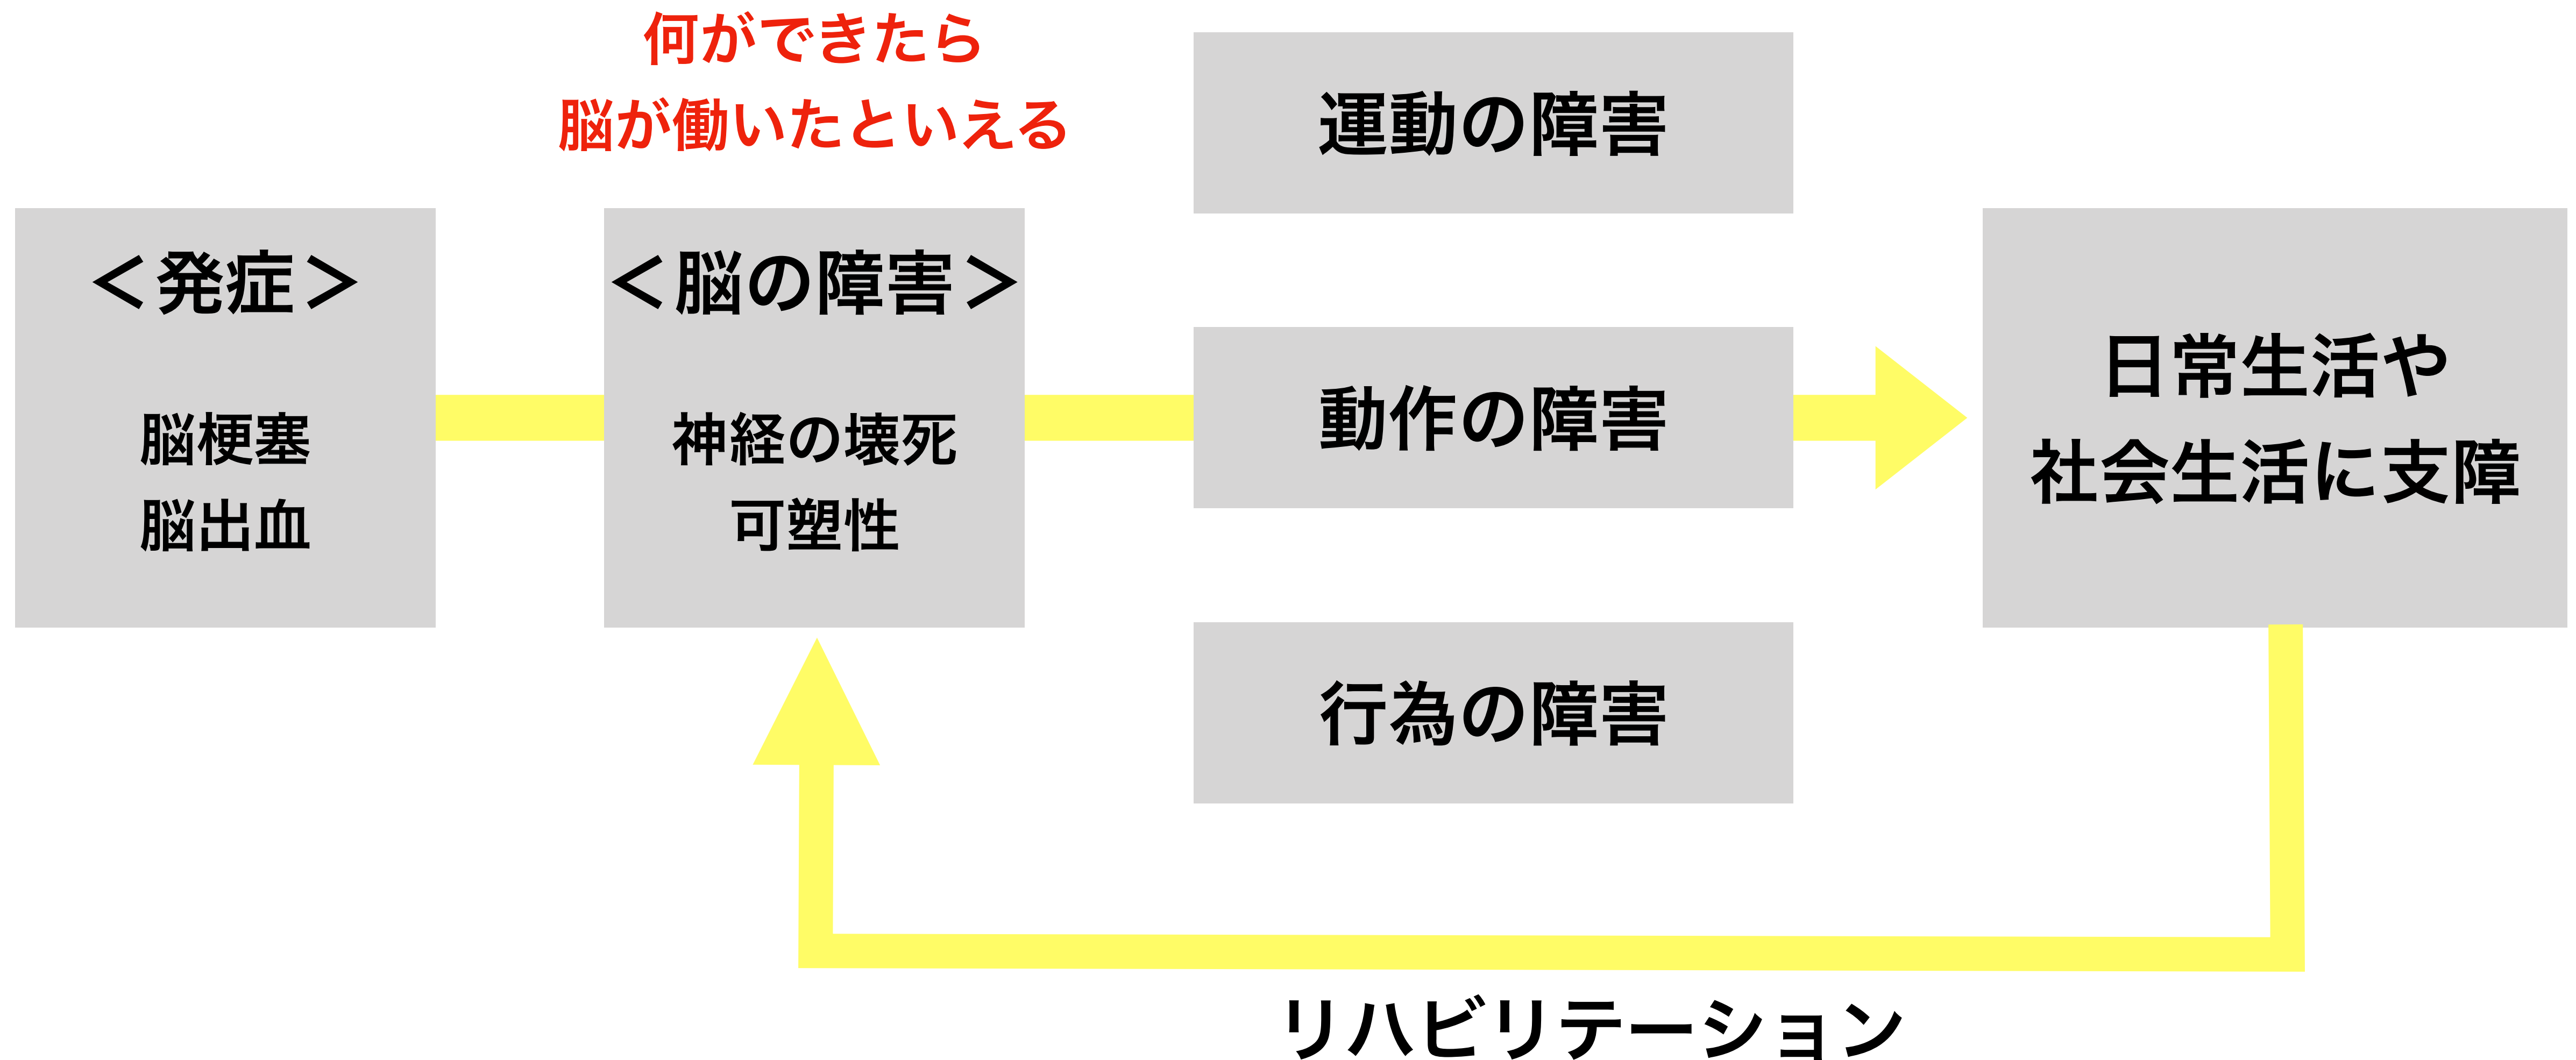 何ができたら
脳が働いたといえる
＜発症＞
脳梗塞
脳出血
＜脳の障害＞
神経の壊死
可塑性
運動の障害
動作の障害
行為の障害
日常生活や
社会生活に支障
リハビリテーション